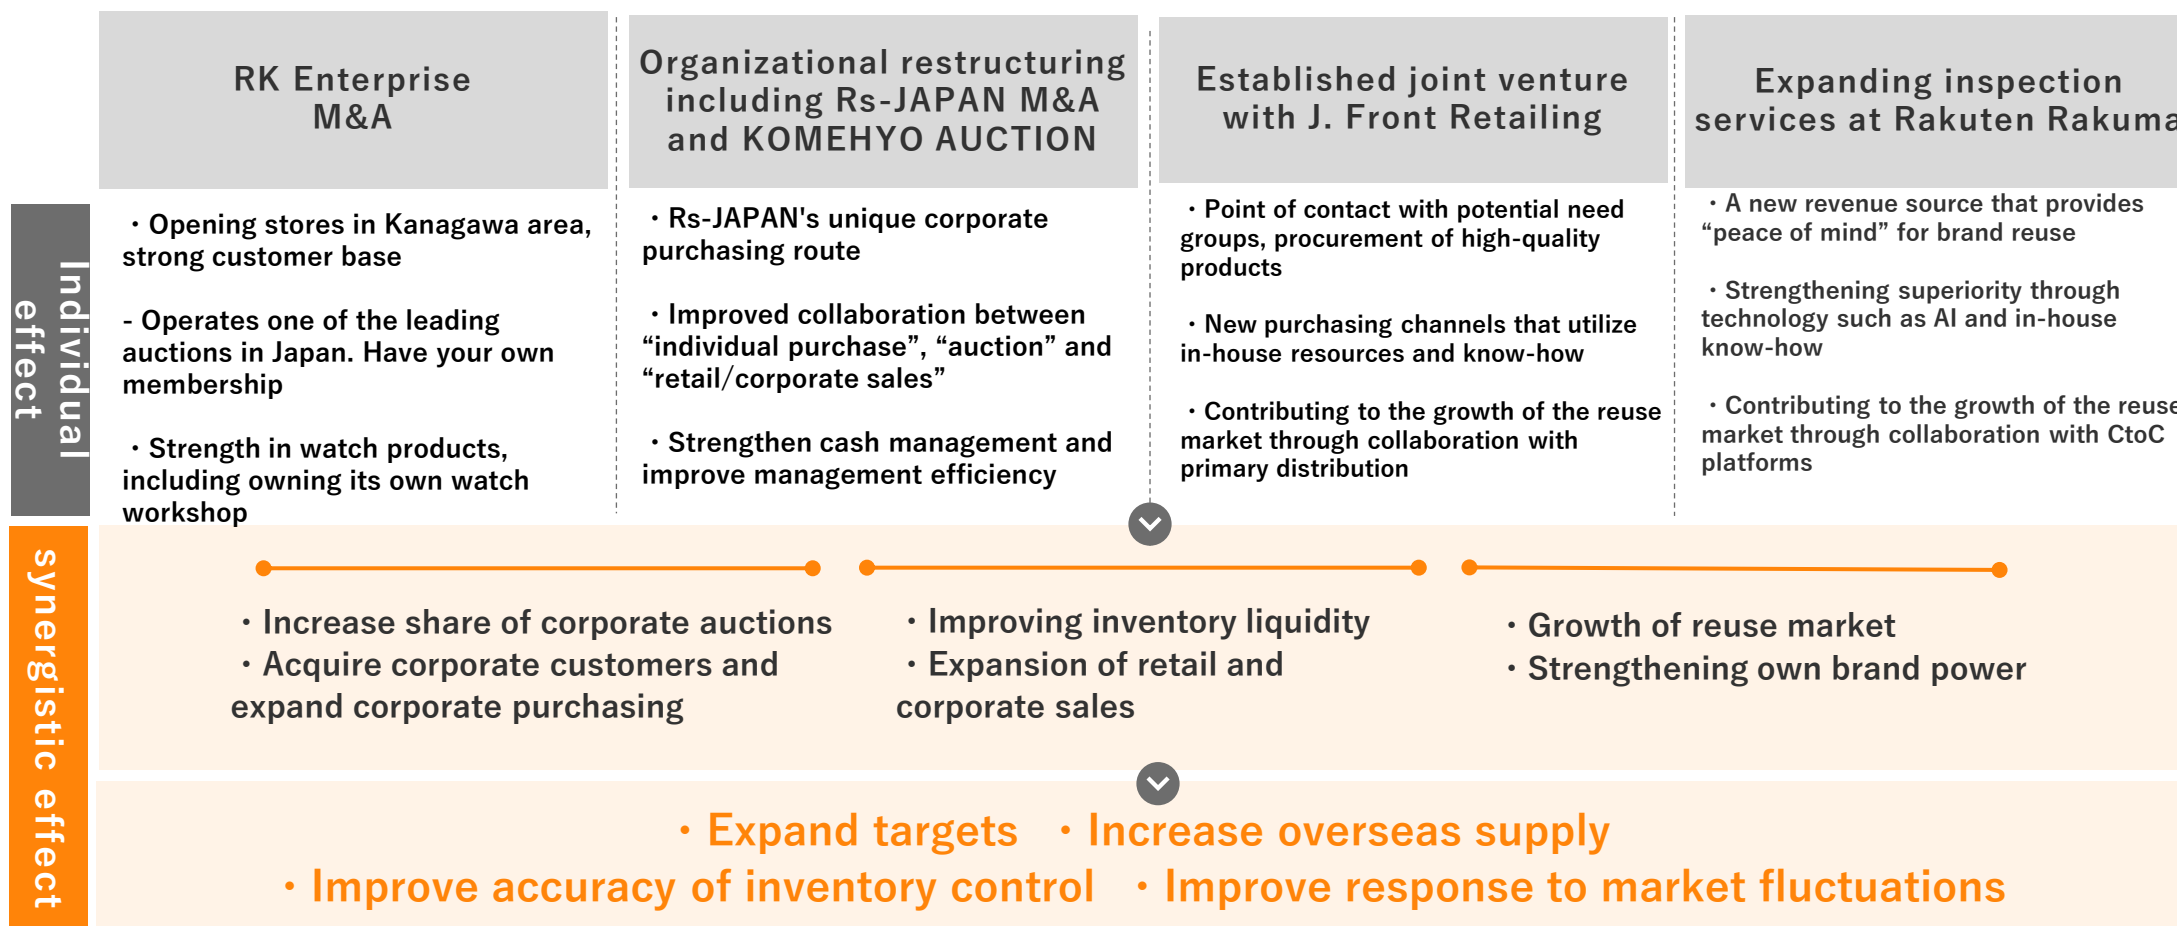 RK Enterprise
M&A
Organizational restructuring
including Rs-JAPAN M&A
and KOMEHYO AUCTION
Established joint venture
with J. Front Retailing
Expanding inspection
services at Rakuten Rakuma
Individual
effect
・Opening stores in Kanagawa area,
strong customer base
- Operates one of the leading
auctions in Japan. Have your own
membership
・Strength in watch products,
including owning its own watch
workshop
・Rs-JAPAN's unique corporate
purchasing route
・Improved collaboration between
“individual purchase”, “auction” and
“retail/corporate sales”
・Strengthen cash management and
improve management efficiency
・Point of contact with potential need
groups, procurement of high-quality
products
・New purchasing channels that utilize
in-house resources and know-how
・Contributing to the growth of the reuse
market through collaboration with
primary distribution
・A new revenue source that provides
“peace of mind” for brand reuse
・Strengthening superiority through
technology such as AI and in-house
know-how
・Contributing to the growth of the reuse
market through collaboration with CtoC
platforms
synergistic effect
・Increase share of corporate auctions
・Acquire corporate customers and
expand corporate purchasing
・Improving inventory liquidity
・Expansion of retail and
corporate sales
・Growth of reuse market
・Strengthening own brand power
・Expand targets ・Increase overseas supply
・Improve accuracy of inventory control ・Improve response to market fluctuations